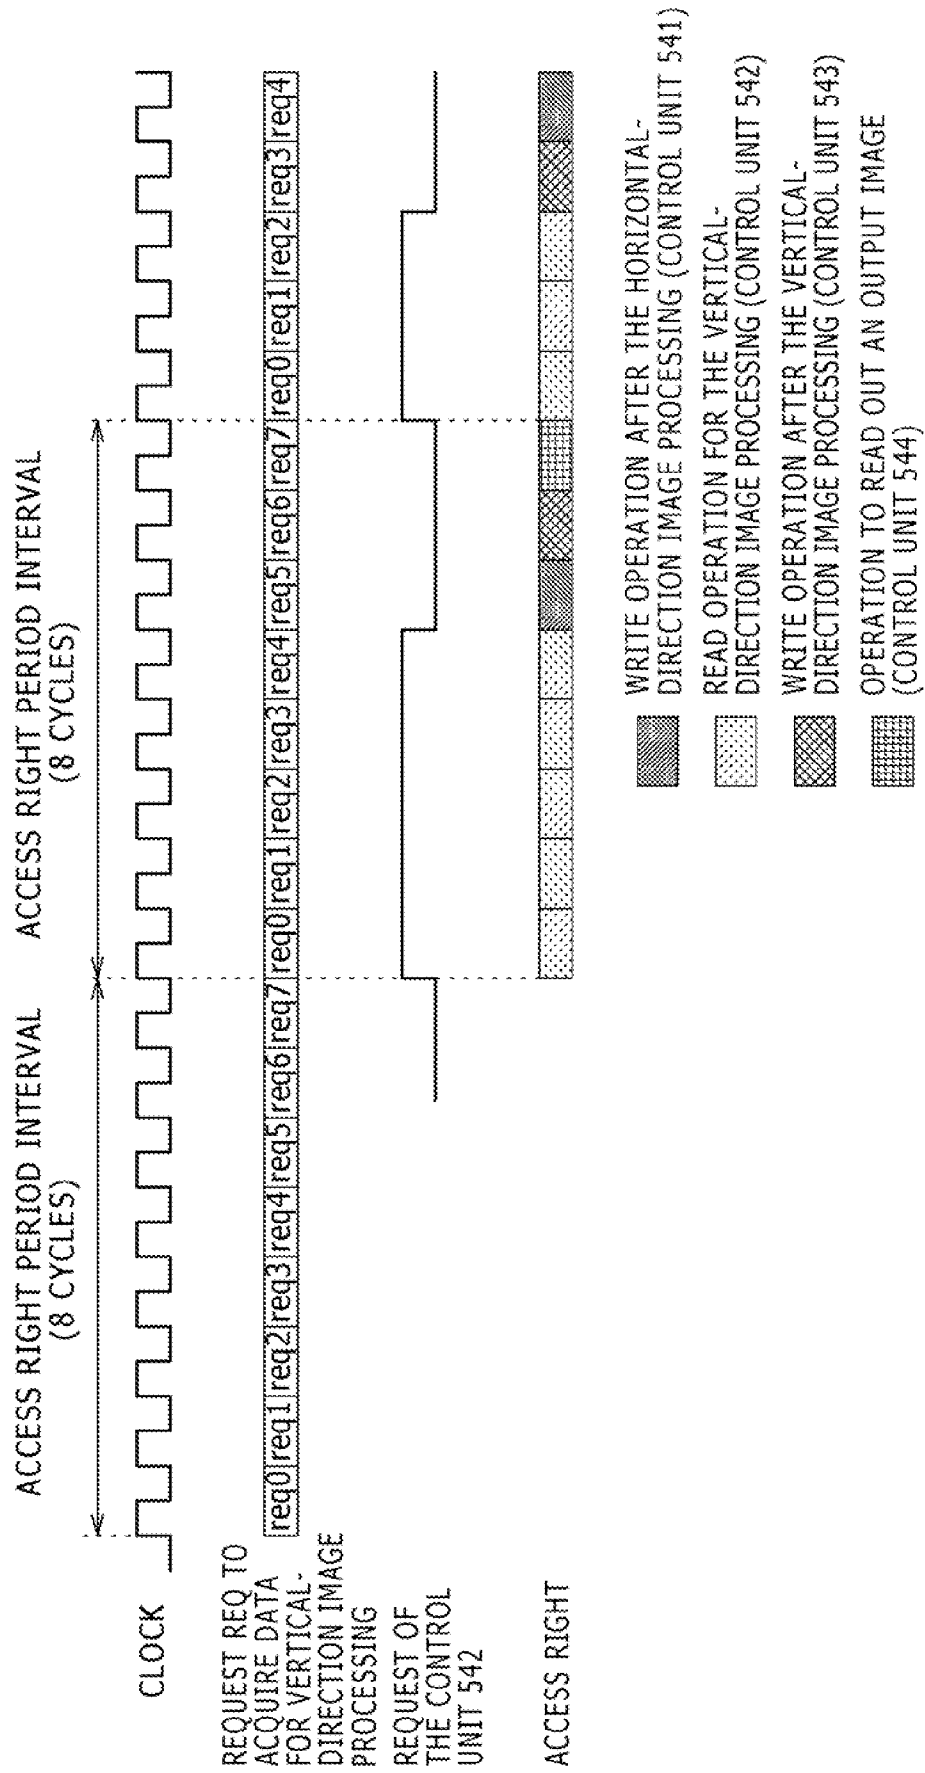 ACCESS RIGHT PERIOD INTERVAL
(8 CYCLES)
ACCESS RIGHT PERIOD INTERVAL
(8 CYCLES)
CLOCK
REQUEST REQ TO
ACQUIRE DATA
FOR VERTICAL-
DIRECTION IMAGE
PROCESSING
req0 req1 req2 req3 req4 req5 req6 req7 req0 req1 req2 req3 req4 req5 req6 req7 req0 req1 req2 req3 req4
REQUEST OF
THE CONTROL
UNIT 542
ACCESS RIGHT
WRITE OPERATION AFTER THE HORIZONTAL-
DIRECTION IMAGE PROCESSING (CONTROL UNIT 541)
READ OPERATION FOR THE VERTICAL-
DIRECTION IMAGE PROCESSING (CONTROL UNIT 542)
WRITE OPERATION AFTER THE VERTICAL-
DIRECTION IMAGE PROCESSING (CONTROL UNIT 543)
OPERATION TO READ OUT AN OUTPUT IMAGE
(CONTROL UNIT 544)